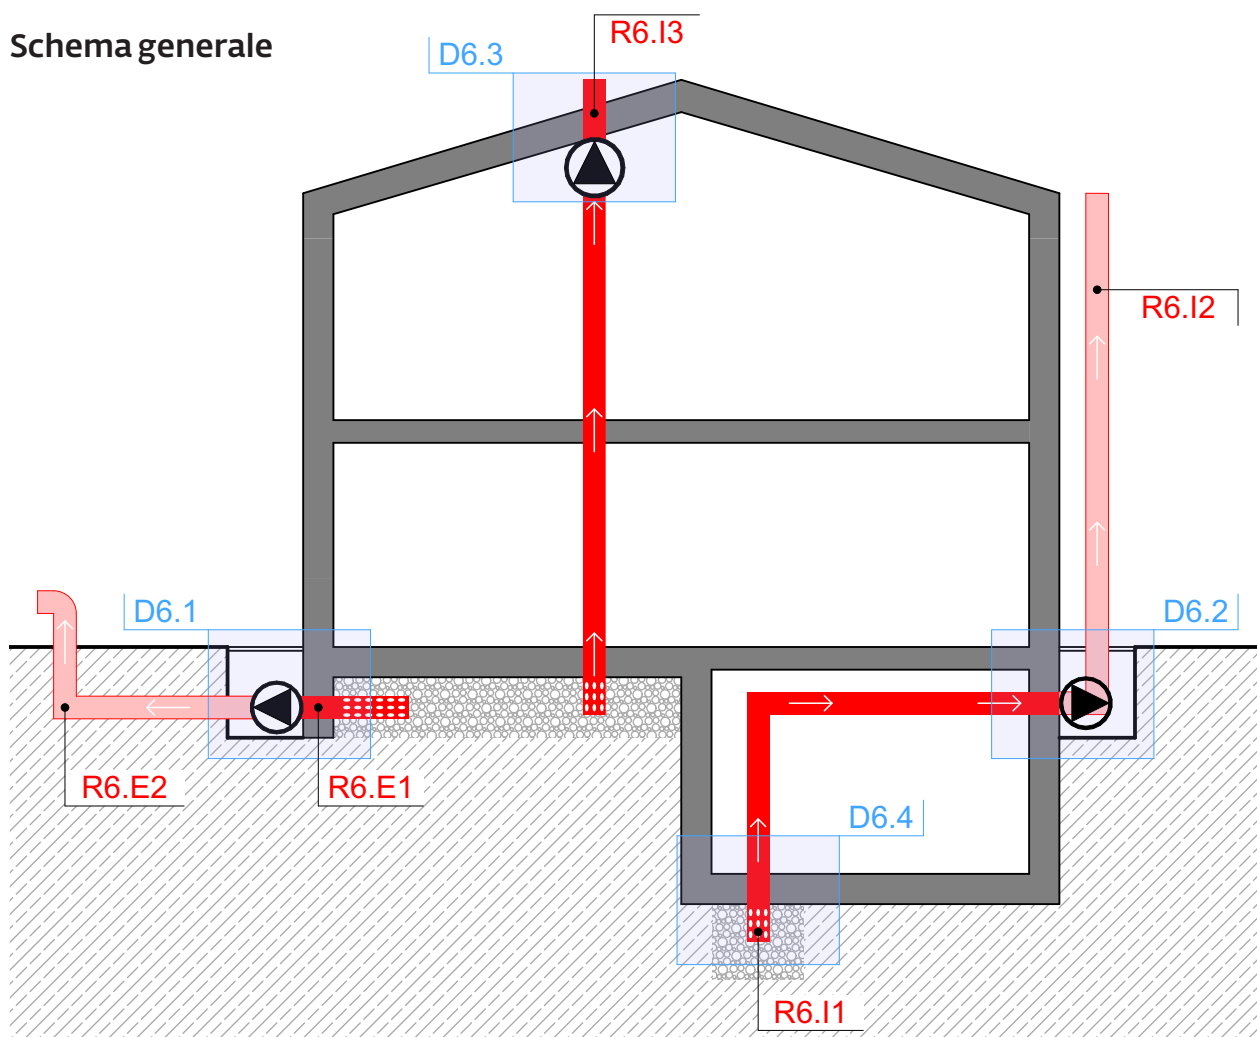 Schema generale
R6.I3
D6.3
R6.I2
D6.1
D6.2
R6.E2
R6.E1
D6.4
R6.I1